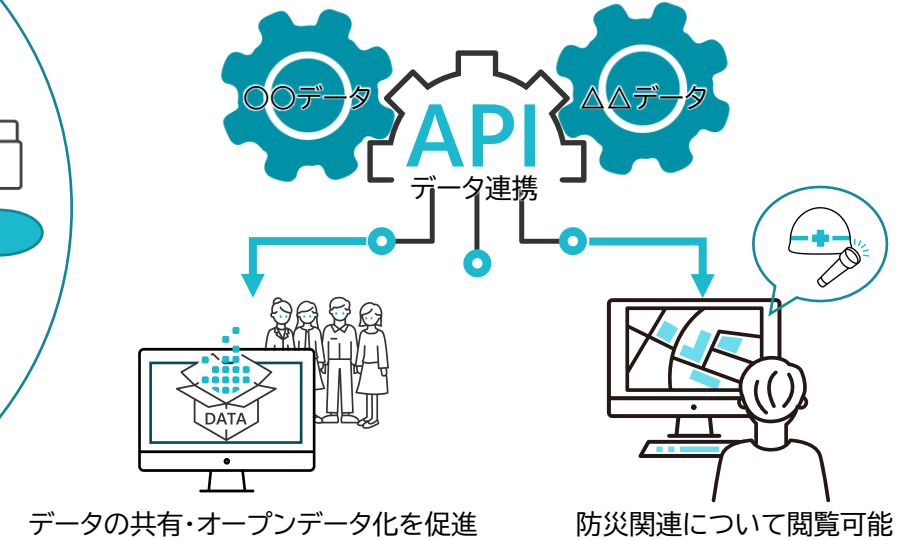 〇〇データ
△△データ
API
データ連携
DATA
データの共有・オープンデータ化を促進
防災関連について閲覧可能